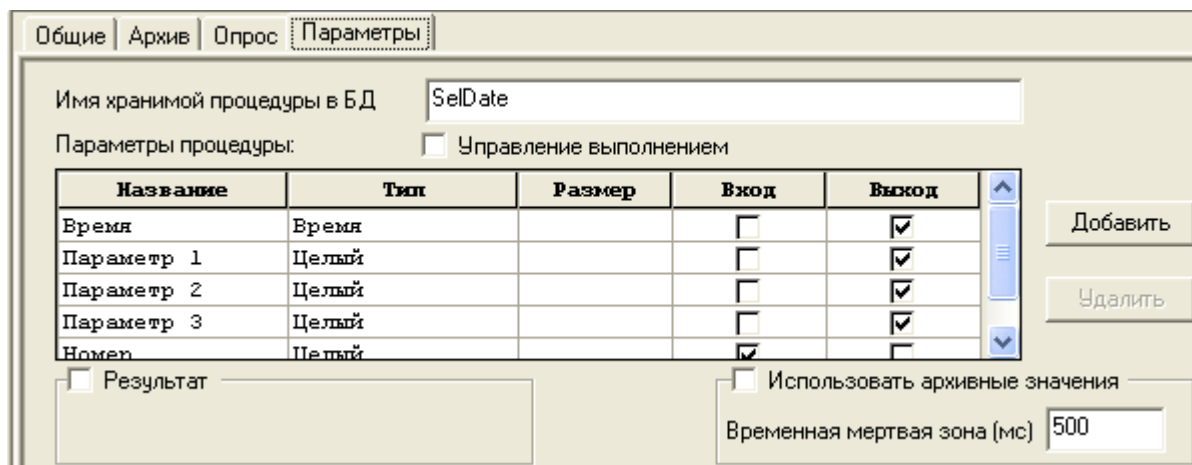 Общие Архив Опрос Параметры
Имя хранимой процедуры в БД SelDate
Параметры процедуры: Управление выполнением
Название Тип Размер Вход Выход
Время Время
Добавить
Параметр 1 Целый
Параметр 2 Целый
Удалить
Параметр 3 Целый
Номер Целый
Результат Использовать архивные значения
Временная мертвая зона (мс) 500